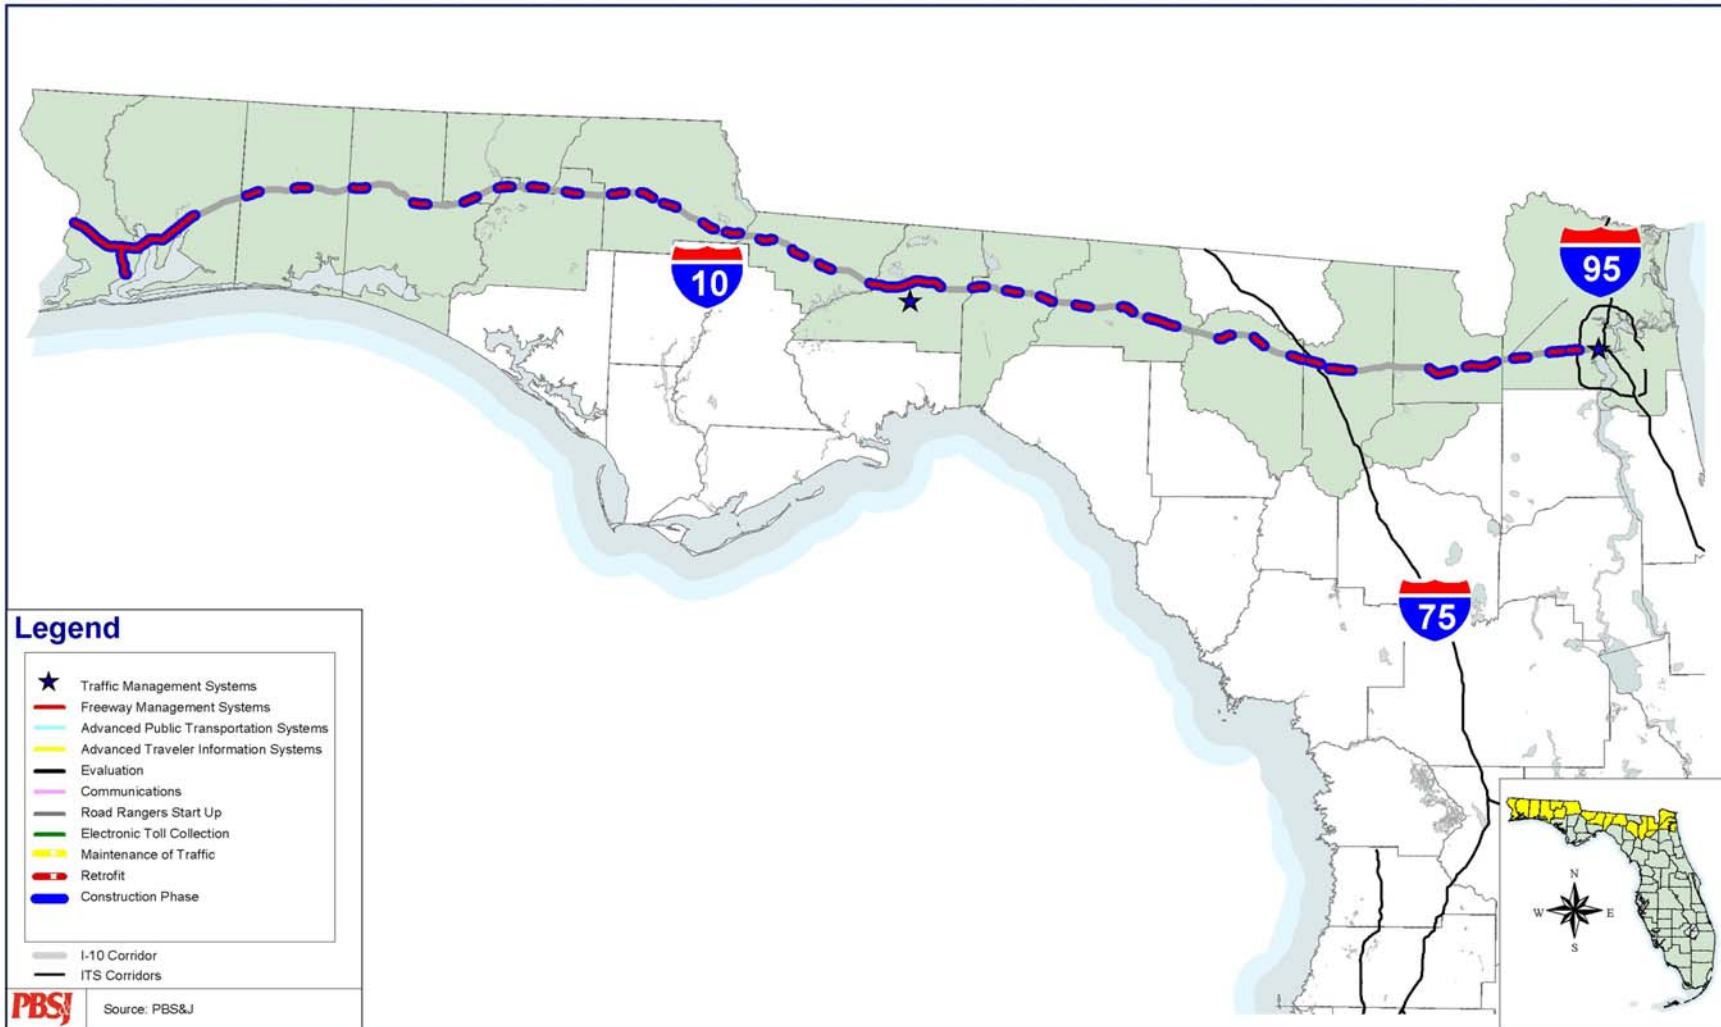 10
95
75
Legend
Traffic Management Systems
Freeway Management Systems
Advanced Public Transportation Systems
Advanced Traveler Information Systems
Evaluation
Communications
Road Rangers Start Up
Electronic Toll Collection
Maintenance of Traffic
Retrofit
Construction Phase
I-10 Corridor
ITS Corridors
PBS&J
Source: PBS&J
N
W
E
S